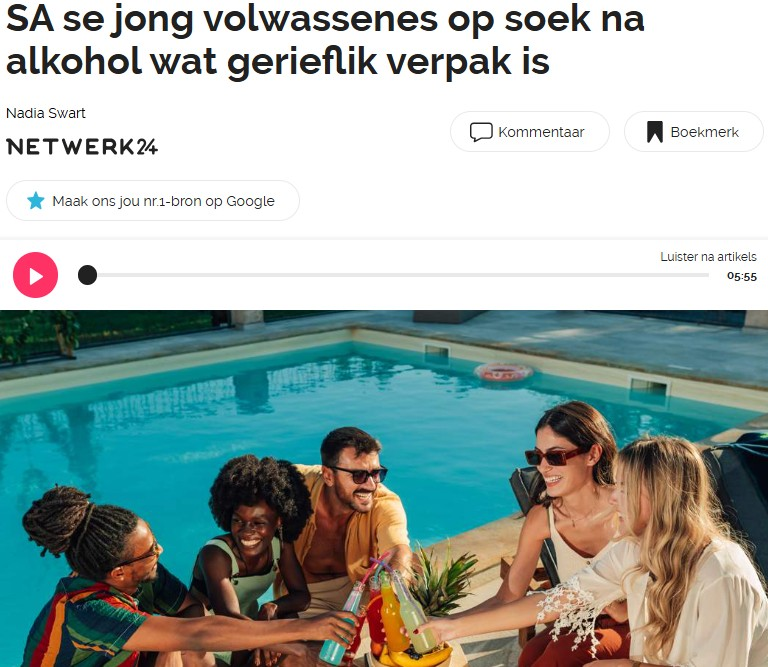 SA se jong volwassenes op soek na
alkohol wat gerieflik verpak is
Nadia Swart
NETWERK24
Kommentaar
Boekmerk
Maak ons jou nr.1-bron op Google
Luister na artikels
05:55